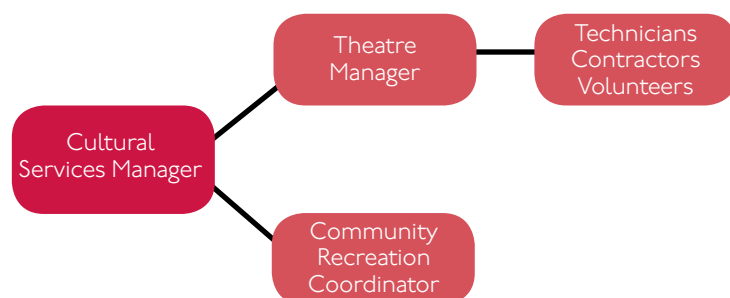 Cultural
Services Manager
Theatre
Manager
Technicians
Contractors
Volunteers
Community
Recreation
Coordinator